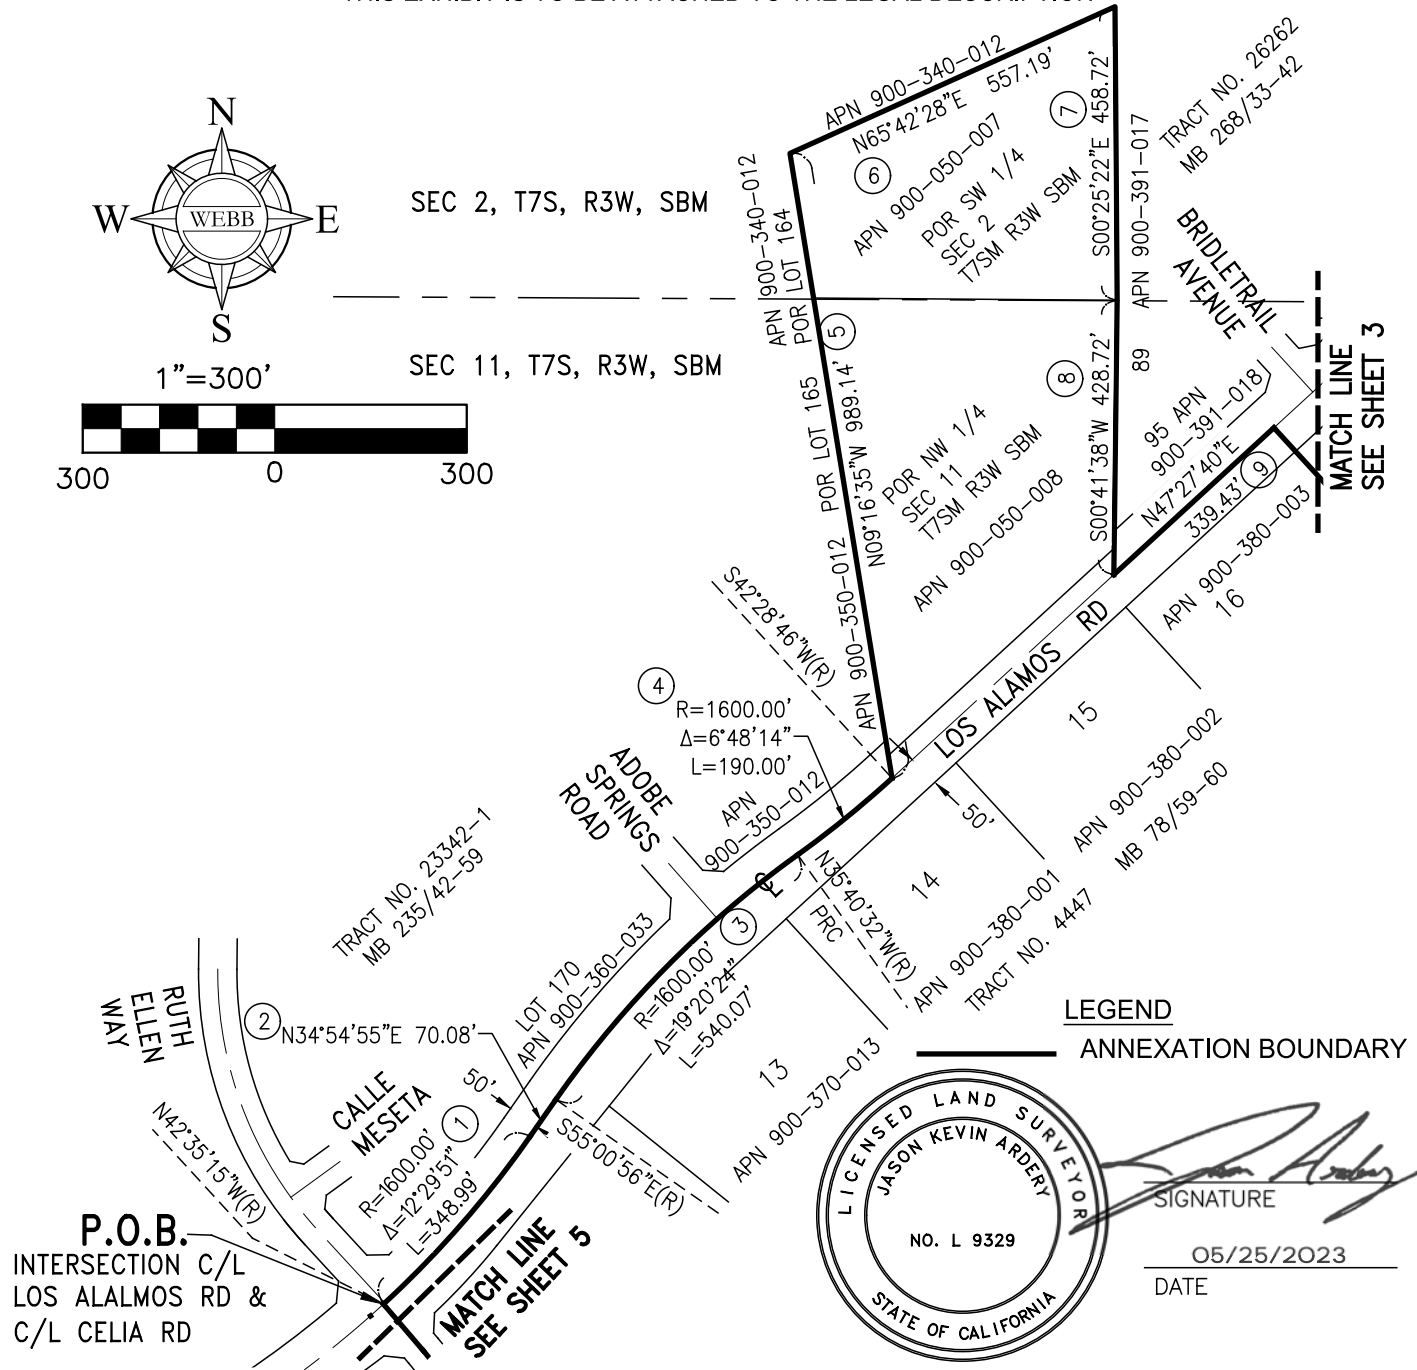 APN 900-340-012
N65°42'28"E 557.19'
6
APN 900-050-007
POR SW 1/4
SEC 2
T7SM R3W SBM
7
S00°25'22"E 458.72'
APN 900-391-017
TRACT NO. 26262
MB 268/33-42
N
W
WEBB
E
S
SEC 2, T7S, R3W, SBM
APN 900-340-012
POR LOT 164
BRIDLETRAIL
AVENUE
SEC 11, T7S, R3W, SBM
1"=300'
300
0
300
5
POR LOT 165
N09°16'35"W 989.14'
APN 900-350-012
POR NW 1/4
SEC 11
T7SM R3W SBM
APN 900-050-008
8
S00°41'38"W 428.72'
89
95 APN
900-391-018
N47°27'40"E
339.43'
9
MATCH LINE
SEE SHEET 3
APN 900-380-003
16
S42°28'46"W(R)
4
R=1600.00'
Δ=6°48'14"
L=190.00'
LOS ALAMOS RD
15
APN 900-380-002
MB 78/59-60
ADOBE
SPRINGS
ROAD
APN
900-350-012
50'
14
APN 900-380-001
TRACT NO. 4447
N35°40'32"W(R)
PRC
℄
3
R=1600.00'
Δ=19°20'24"
L=540.07'
13
APN 900-370-013
TRACT NO. 23342-1
MB 235/42-59
LOT 170
APN 900-360-033
RUTH
ELLEN
WAY
2
N34°54'55"E 70.08'
50'
CALLE
MESETA
1
R=1600.00'
Δ=12°29'51"
L=348.99'
S55°00'56"E(R)
N42°35'15"W(R)
P.O.B.
INTERSECTION C/L
LOS ALALMOS RD &
C/L CELIA RD
MATCH LINE
SEE SHEET 5
LEGEND
ANNEXATION BOUNDARY
LICENSED LAND SURVEYOR
JASON KEVIN ARDERY
NO. L 9329
STATE OF CALIFORNIA
SIGNATURE
05/25/2023
DATE